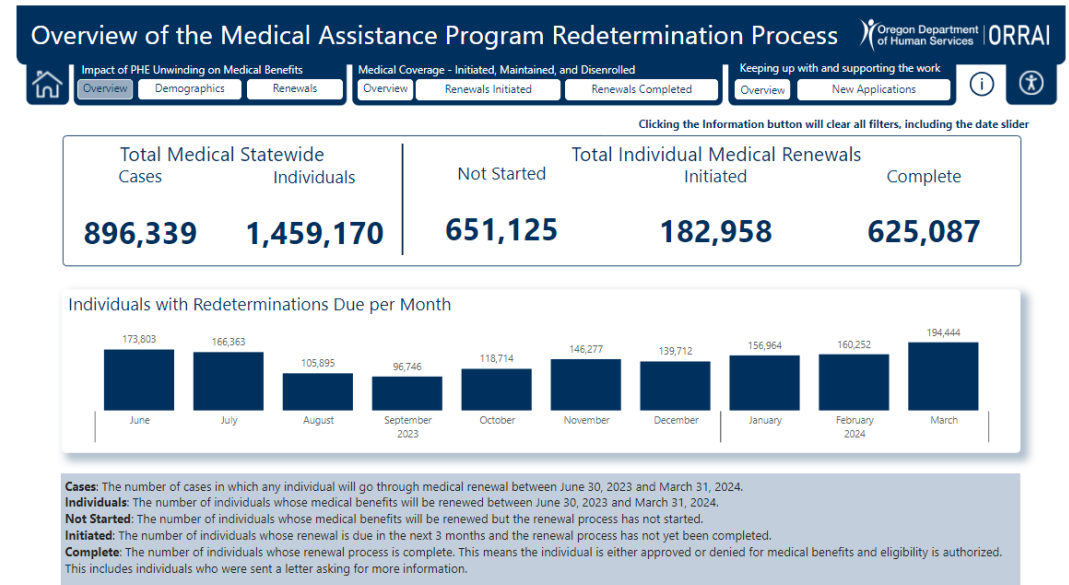 Overview of the Medical Assistance Program Redetermination Process
Oregon Department
of Human Services
ORRAI
Impact of PHE Unwinding on Medical Benefits
Overview
Demographics
Renewals
Medical Coverage - Initiated, Maintained, and Disenrolled
Overview
Renewals Initiated
Renewals Completed
Keeping up with and supporting the work
Overview
New Applications
Clicking the Information button will clear all filters, including the date slider
Total Medical Statewide
Cases
Individuals
896,339
1,459,170
Total Individual Medical Renewals
Not Started
Initiated
Complete
651,125
182,958
625,087
Individuals with Redeterminations Due per Month
173,803
166,363
105,895
96,746
118,714
146,277
139,712
156,964
160,252
194,444
June
July
August
September
October
November
December
January
February
March
2023
2024
Cases: The number of cases in which any individual will go through medical renewal between June 30, 2023 and March 31, 2024.
Individuals: The number of individuals whose medical benefits will be renewed between June 30, 2023 and March 31, 2024.
Not Started: The number of individuals whose medical benefits will be renewed but the renewal process has not started.
Initiated: The number of individuals whose renewal is due in the next 3 months and the renewal process has not yet been completed.
Complete: The number of individuals whose renewal process is complete. This means the individual is either approved or denied for medical benefits and eligibility is authorized.
This includes individuals who were sent a letter asking for more information.